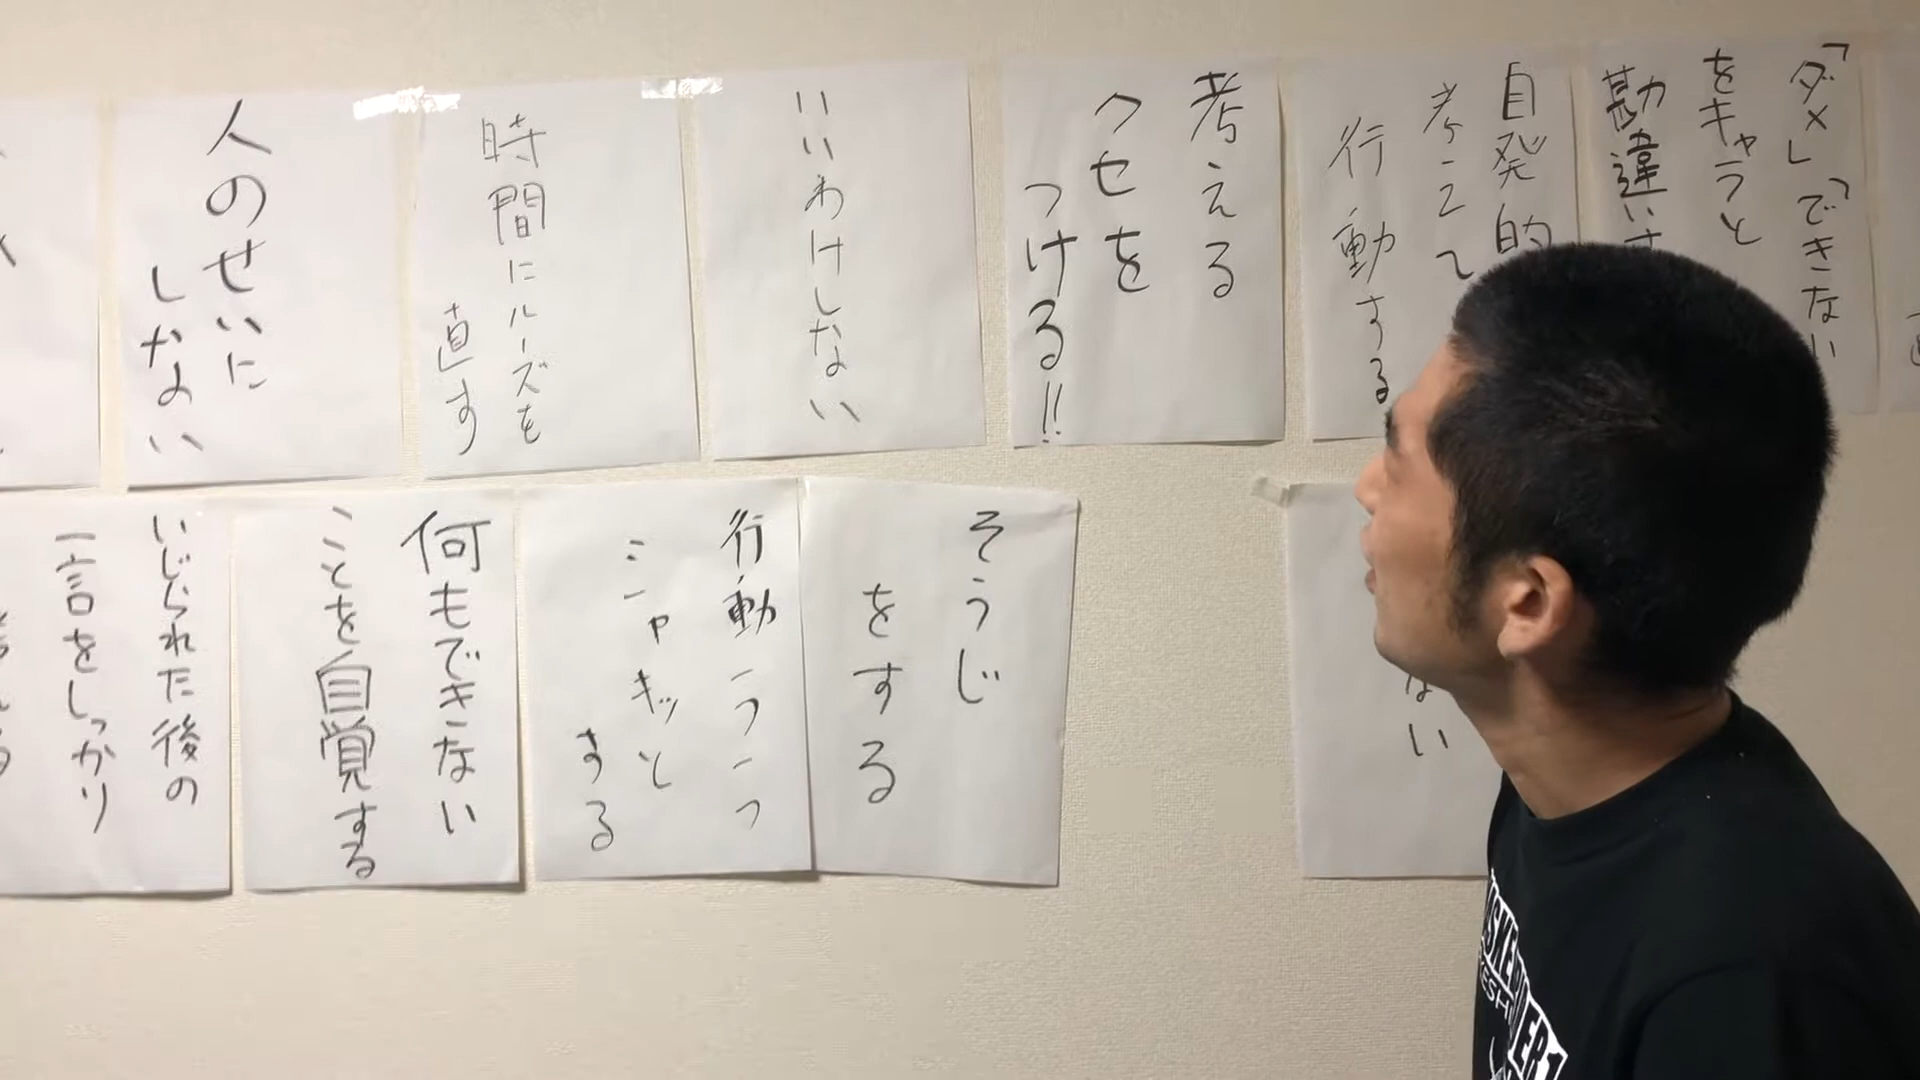 「ダメ」「できない
をキャラと
勘違いさ
自発的
考えて
行動する
考える
クセを
つける!!
いいわけしない
時間にルーズを
直す
人のせいに
しない
ない
そうじ
をする
行動一つ一つ
シャキッと
する
何もできない
ことを自覚する
いじられた後の
一言をしっかり